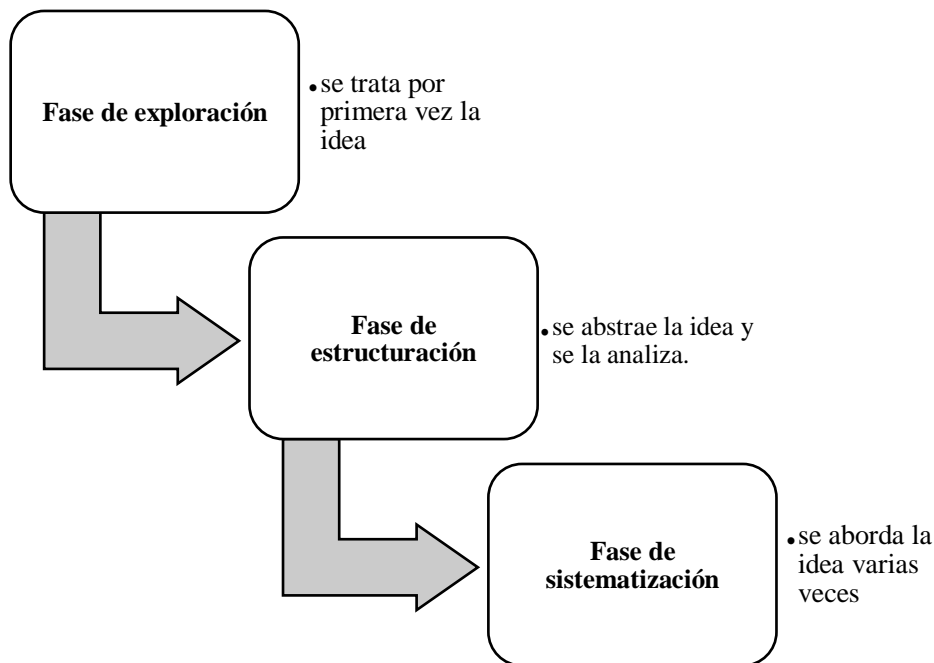 Fase de exploración
•se trata por
primera vez la
idea
Fase de
estructuración
•se abstrae la idea y
se la analiza.
Fase de
sistematización
•se aborda la
idea varias
veces